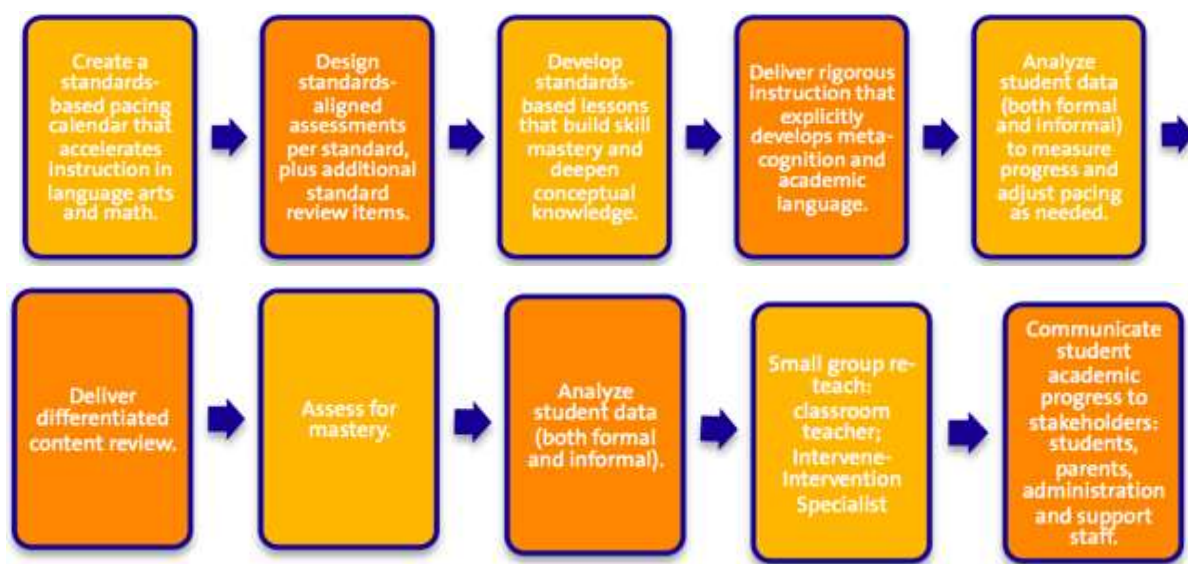 Create a
standards-
based pacing
calendar that
accelerates
instruction in
language arts
and math.
Design
standards-
aligned
assessments
per standard,
plus additional
standard
review items.
Develop
standards-
based lessons
that build skill
mastery and
deepen
conceptual
knowledge.
Deliver rigorous
instruction that
explicitly
develops meta-
cognition and
academic
language.
Analyze
student data
(both formal
and informal)
to measure
progress and
adjust pacing
as needed.
Deliver
differentiated
content review.
Assess for
mastery.
Analyze
student data
(both formal
and informal).
Small group re-
teach:
classroom
teacher;
Intervene-
Intervention
Specialist
Communicate
student
academic
progress to
stakeholders:
students,
parents,
administration
and support
staff.